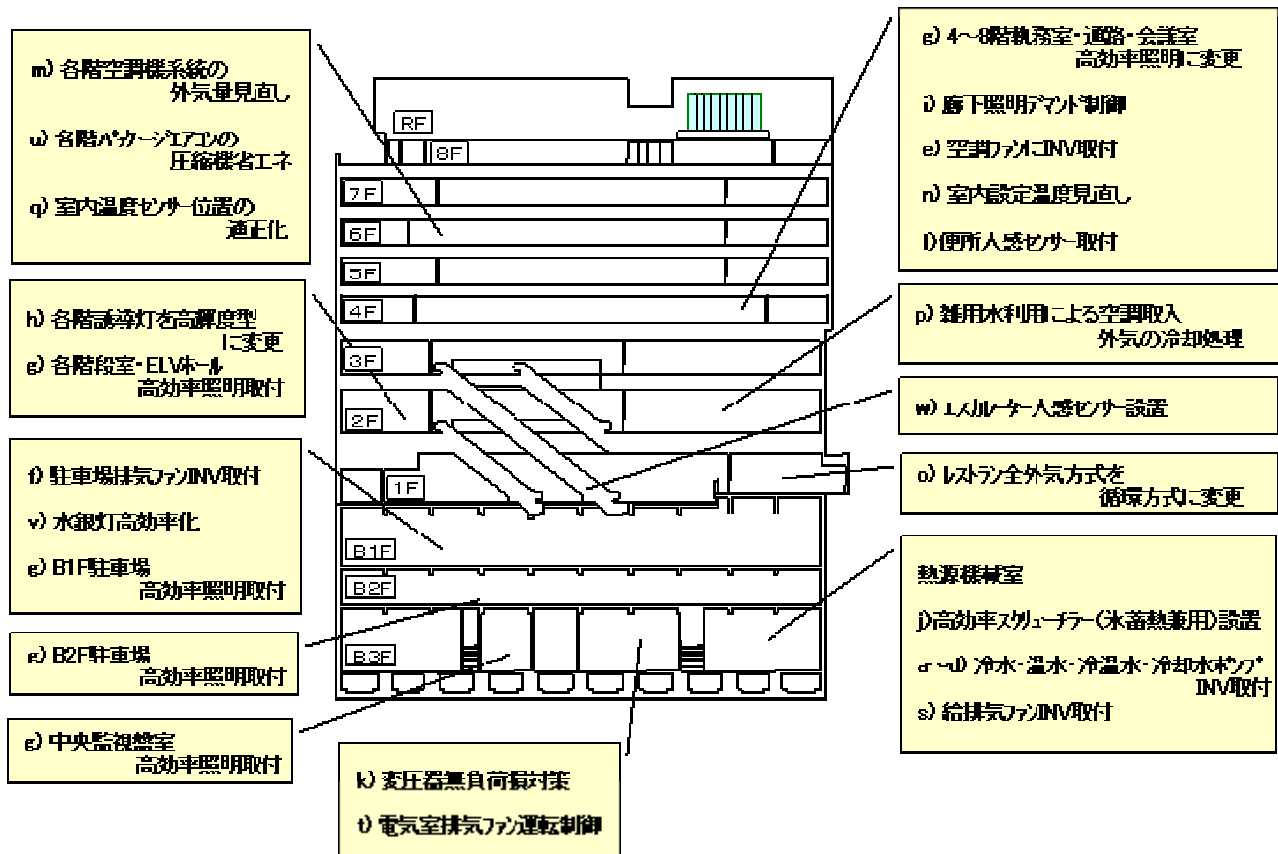 m) 各階空調機系統の
外気量見直し
u) 各階パッケージエアコンの
圧縮機省エネ
q) 室内温度センサー位置の
適正化
h) 各階誘導灯を高輝度型
に変更
g) 各階段室・ELVホール
高効率照明取付
f) 駐車場排気ファンINV取付
v) 水銀灯高効率化
g) B1F駐車場
高効率照明取付
g) B2F駐車場
高効率照明取付
g) 中央監視盤室
高効率照明取付
RF
8F
7F
6F
5F
4F
3F
2F
1F
B1F
B2F
B3F
k) 変圧器無負荷損対策
t) 電気室排気ファン運転制御
g) 4~8階執務室・通路・会議室
高効率照明に変更
i) 廊下照明デマンド制御
e) 空調ファンにINV取付
n) 室内設定温度見直し
l) 便所人感センサー取付
p) 雑用水利用による空調取入
外気の冷却処理
w) エスカレーター人感センサー設置
o) レストラン全外気方式を
循環方式に変更
熱源機械室
j) 高効率スクリューチラー(氷蓄熱兼用)設置
冷水・温水・冷温水・冷却水ポンプ
INV取付
s) 給排気ファンINV取付